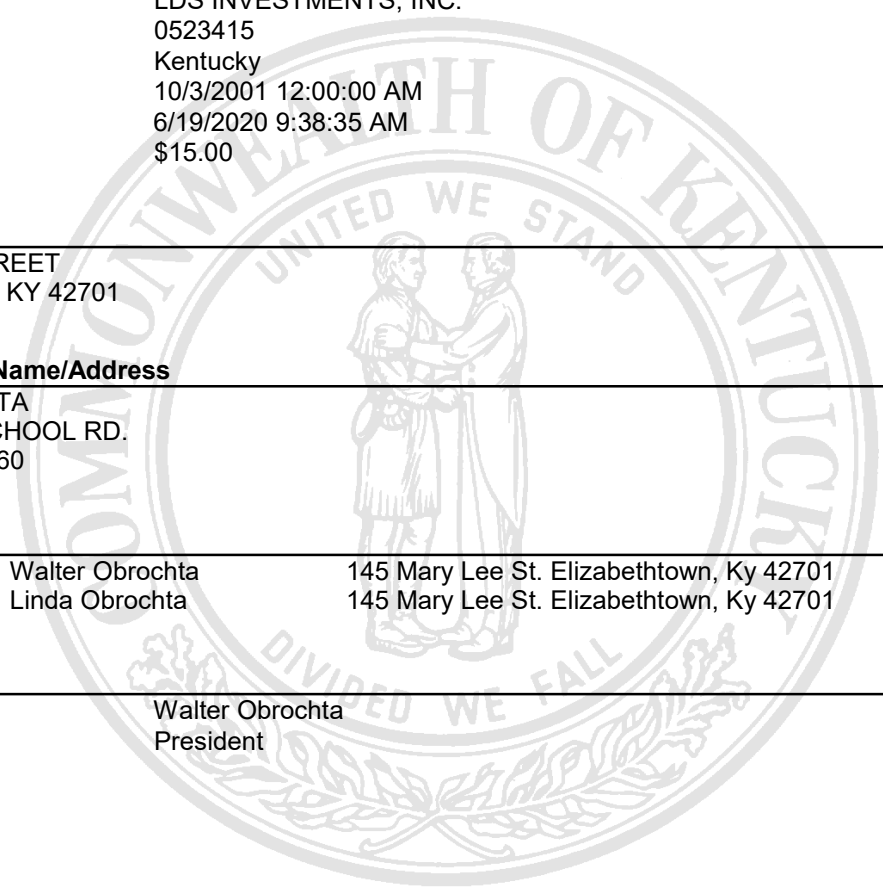 LDS INVESTMENTS, INC.
0523415
Kentucky
10/3/2001 12:00:00 AM
6/19/2020 9:38:35 AM
$15.00
REET
KY 42701
Name/Address
TA
CHOOL RD.
60
Walter Obrochta 145 Mary Lee St. Elizabethtown, Ky 42701
Linda Obrochta 145 Mary Lee St. Elizabethtown, Ky 42701
Walter Obrochta
President
COMMONWEALTH OF KENTUCKY
UNITED WE STAND
DIVIDED WE FALL